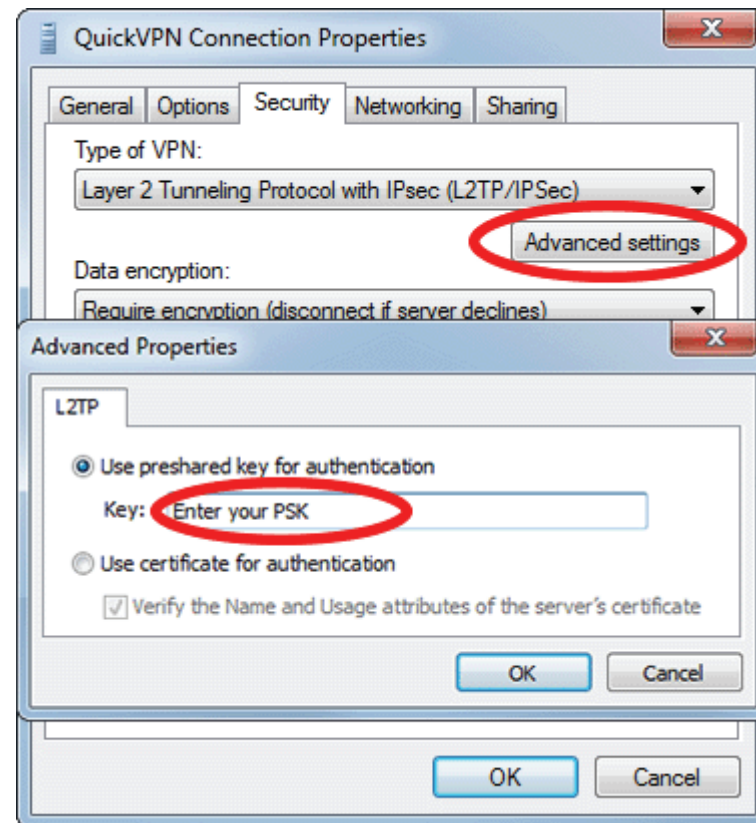 QuickVPN Connection Properties
General Options Security Networking Sharing
Type of VPN:
Layer 2 Tunneling Protocol with IPsec (L2TP/IPSec)
Advanced settings
Data encryption:
Require encryption (disconnect if server declines)
Advanced Properties
L2TP
Use preshared key for authentication
Key: Enter your PSK
Use certificate for authentication
Verify the Name and Usage attributes of the server's certificate
OK Cancel
OK Cancel